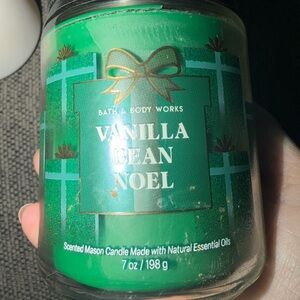 BATH & BODY WORKS
VANILLA
BEAN
NOEL
Scented Mason Candle Made with Natural Essential Oils
7 oz / 198 g